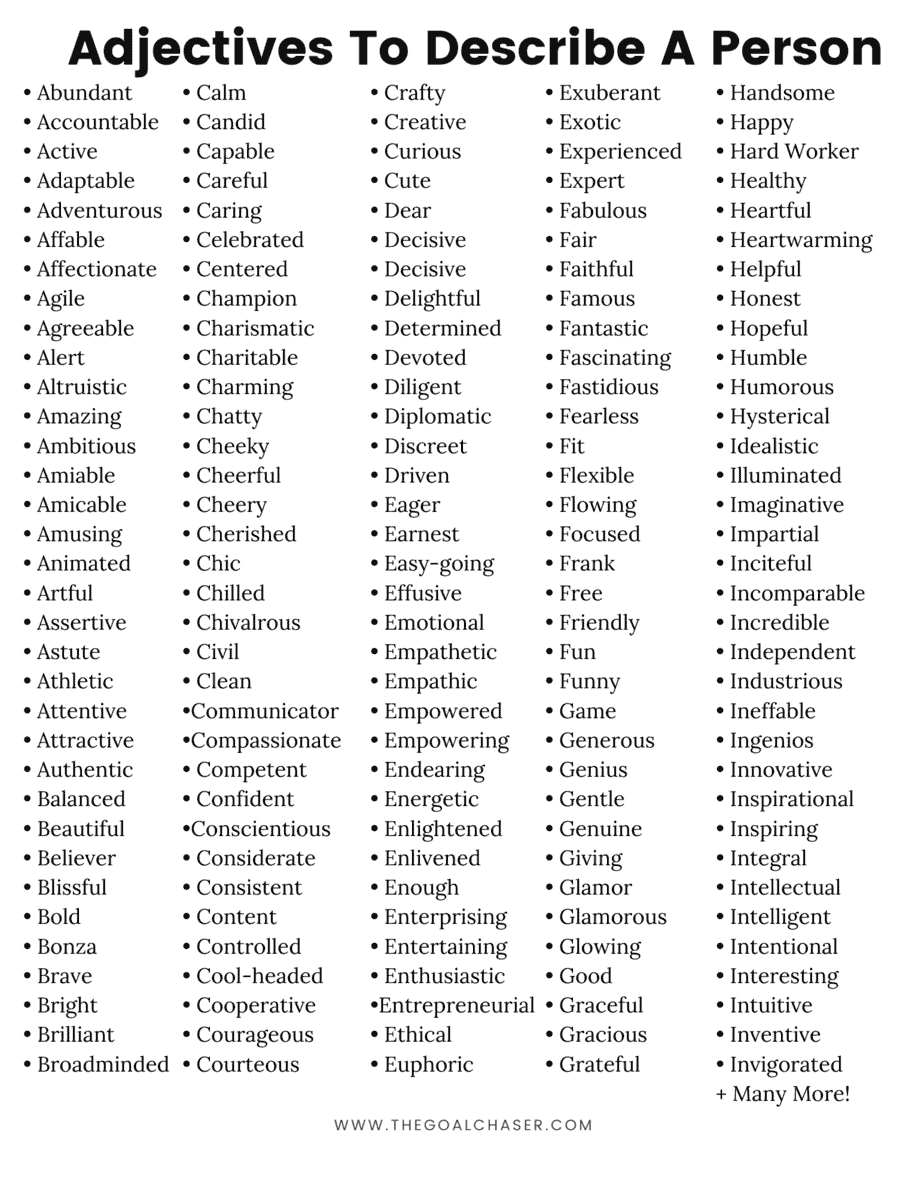 Adjectives To Describe A Person
• Abundant
• Accountable
• Active
• Adaptable
• Adventurous
• Affable
• Affectionate
• Agile
• Agreeable
• Alert
• Altruistic
• Amazing
• Ambitious
• Amiable
• Amicable
• Amusing
• Animated
• Artful
• Assertive
• Astute
• Athletic
• Attentive
• Attractive
• Authentic
• Balanced
• Beautiful
• Believer
• Blissful
• Bold
• Bonza
• Brave
• Bright
• Brilliant
• Broadminded
• Calm
• Candid
• Capable
• Careful
• Caring
• Celebrated
• Centered
• Champion
• Charismatic
• Charitable
• Charming
• Chatty
• Cheeky
• Cheerful
• Cheery
• Cherished
• Chic
• Chilled
• Chivalrous
• Civil
• Clean
•Communicator
•Compassionate
• Competent
• Confident
•Conscientious
• Considerate
• Consistent
• Content
• Controlled
• Cool-headed
• Cooperative
• Courageous
• Courteous
• Crafty
• Creative
• Curious
• Cute
• Dear
• Decisive
• Decisive
• Delightful
• Determined
• Devoted
• Diligent
• Diplomatic
• Discreet
• Driven
• Eager
• Earnest
• Easy-going
• Effusive
• Emotional
• Empathetic
• Empathic
• Empowered
• Empowering
• Endearing
• Energetic
• Enlightened
• Enlivened
• Enough
• Enterprising
• Entertaining
• Enthusiastic
•Entrepreneurial
• Ethical
• Euphoric
• Exuberant
• Exotic
• Experienced
• Expert
• Fabulous
• Fair
• Faithful
• Famous
• Fantastic
• Fascinating
• Fastidious
• Fearless
• Fit
• Flexible
• Flowing
• Focused
• Frank
• Free
• Friendly
• Fun
• Funny
• Game
• Generous
• Genius
• Gentle
• Genuine
• Giving
• Glamor
• Glamorous
• Glowing
• Good
• Graceful
• Gracious
• Grateful
• Handsome
• Happy
• Hard Worker
• Healthy
• Heartful
• Heartwarming
• Helpful
• Honest
• Hopeful
• Humble
• Humorous
• Hysterical
• Idealistic
• Illuminated
• Imaginative
• Impartial
• Inciteful
• Incomparable
• Incredible
• Independent
• Industrious
• Ineffable
• Ingenios
• Innovative
• Inspirational
• Inspiring
• Integral
• Intellectual
• Intelligent
• Intentional
• Interesting
• Intuitive
• Inventive
• Invigorated
+ Many More!
WWW.THEGOALCHASER.COM